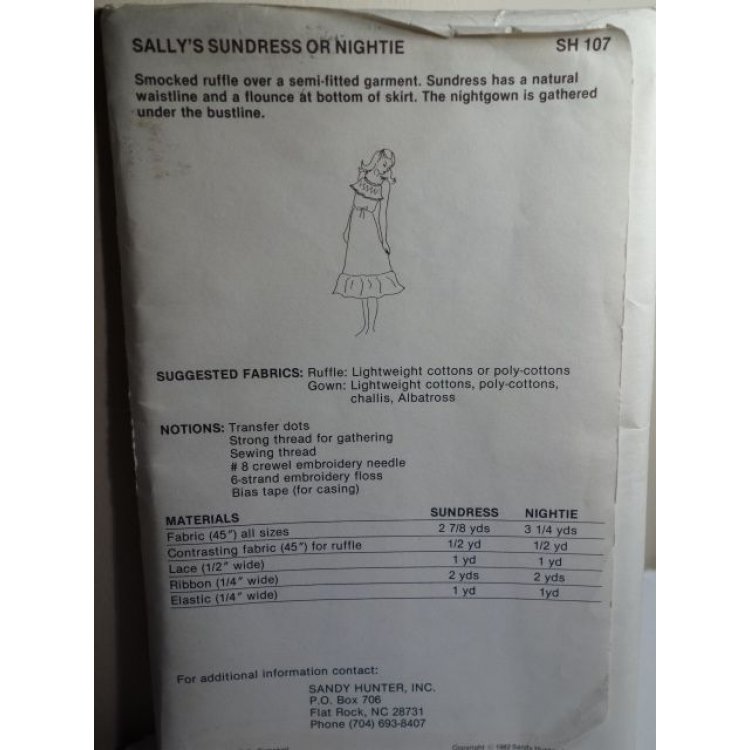 SALLY'S SUNDRESS OR NIGHTIE SH 107
Smocked ruffle over a semi-fitted garment. Sundress has a natural
waistline and a flounce at bottom of skirt. The nightgown is gathered
under the bustline.
SUGGESTED FABRICS: Ruffle: Lightweight cottons or poly-cottons
Gown: Lightweight cottons, poly-cottons,
challis, Albatross
NOTIONS: Transfer dots
Strong thread for gathering
Sewing thread
# 8 crewel embroidery needle
6-strand embroidery floss
Bias tape (for casing)
MATERIALS SUNDRESS NIGHTIE
Fabric (45") all sizes 2 7/8 yds 3 1/4 yds
Contrasting fabric (45") for ruffle 1/2 yd 1/2 yd
Lace (1/2" wide) 1 yd 1 yd
Ribbon (1/4" wide) 2 yds 2 yds
Elastic (1/4" wide) 1 yd 1yd
For additional information contact:
SANDY HUNTER, INC.
P.O. Box 706
Flat Rock, NC 28731
Phone (704) 693-8407
Copyright © 1982 Sandy